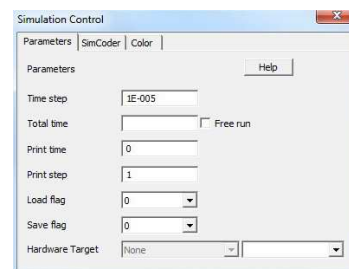 Simulation Control
Parameters SimCoder Color
Parameters Help
Time step 1E-005
Total time Free run
Print time 0
Print step 1
Load flag 0
Save flag 0
Hardware Target None